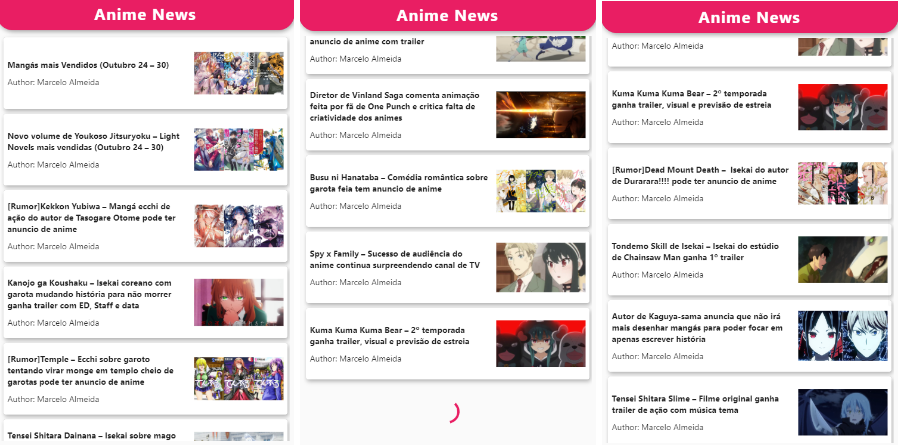 Anime News
Mangás mais Vendidos (Outubro 24 – 30)
Author: Marcelo Almeida
Novo volume de Youkoso Jitsuryoku – Light
Novels mais vendidas (Outubro 24 – 30)
Author: Marcelo Almeida
[Rumor]Kekkon Yubiwa – Mangá ecchi de
ação do autor de Tasogare Otome pode ter
anuncio de anime
Author: Marcelo Almeida
Kanojo ga Koushaku – Isekai coreano com
garota mudando história para não morrer
ganha trailer com ED, Staff e data
Author: Marcelo Almeida
[Rumor]Temple – Ecchi sobre garoto
tentando virar monge em templo cheio de
garotas pode ter anuncio de anime
Author: Marcelo Almeida
Tensei Shitara Dainana – Isekai sobre mago
Anime News
anuncio de anime com trailer
Author: Marcelo Almeida
Diretor de Vinland Saga comenta animação
feita por fã de One Punch e critica falta de
criatividade dos animes
Author: Marcelo Almeida
Busu ni Hanataba – Comédia romântica sobre
garota feia tem anuncio de anime
Author: Marcelo Almeida
Spy x Family – Sucesso de audiência do
anime continua surpreendendo canal de TV
Author: Marcelo Almeida
Kuma Kuma Kuma Bear – 2º temporada
ganha trailer, visual e previsão de estreia
Author: Marcelo Almeida
Anime News
Author: Marcelo Almeida
Kuma Kuma Kuma Bear – 2º temporada
ganha trailer, visual e previsão de estreia
Author: Marcelo Almeida
[Rumor]Dead Mount Death – Isekai do autor
de Durarara!!!! pode ter anuncio de anime
Author: Marcelo Almeida
Tondemo Skill de Isekai – Isekai do estúdio
de Chainsaw Man ganha 1º trailer
Author: Marcelo Almeida
Autor de Kaguya-sama anuncia que não irá
mais desenhar mangás para poder focar em
apenas escrever história
Author: Marcelo Almeida
Tensei Shitara Slime – Filme original ganha
trailer de ação com música tema
Author: Marcelo Almeida